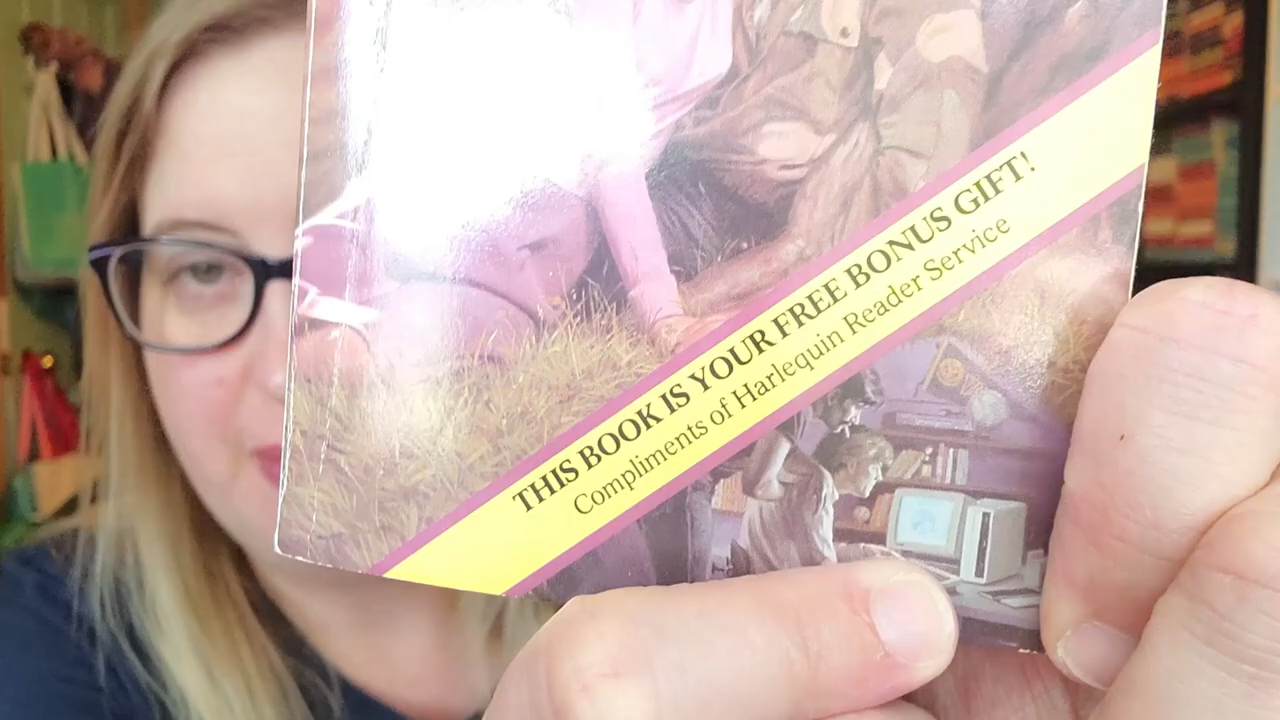 THIS BOOK IS YOUR FREE BONUS GIFT!
Compliments of Harlequin Reader Service